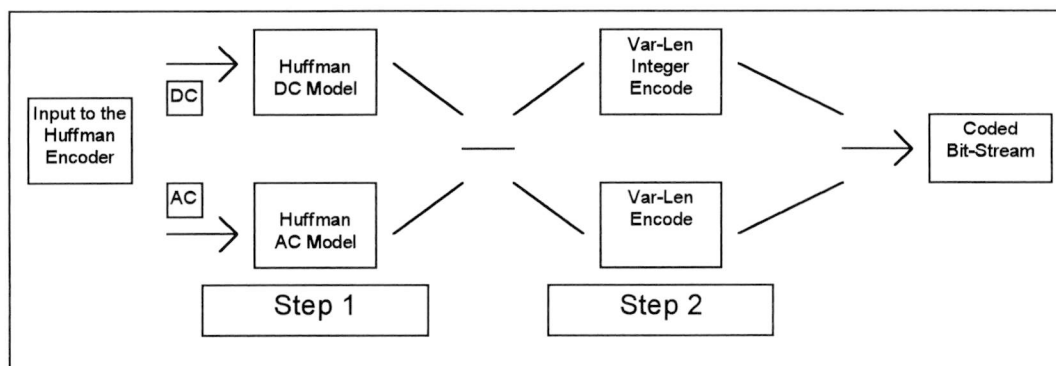 Input to the
Huffman
Encoder
DC
AC
Huffman
DC Model
Huffman
AC Model
Step 1
Var-Len
Integer
Encode
Var-Len
Encode
Step 2
Coded
Bit-Stream